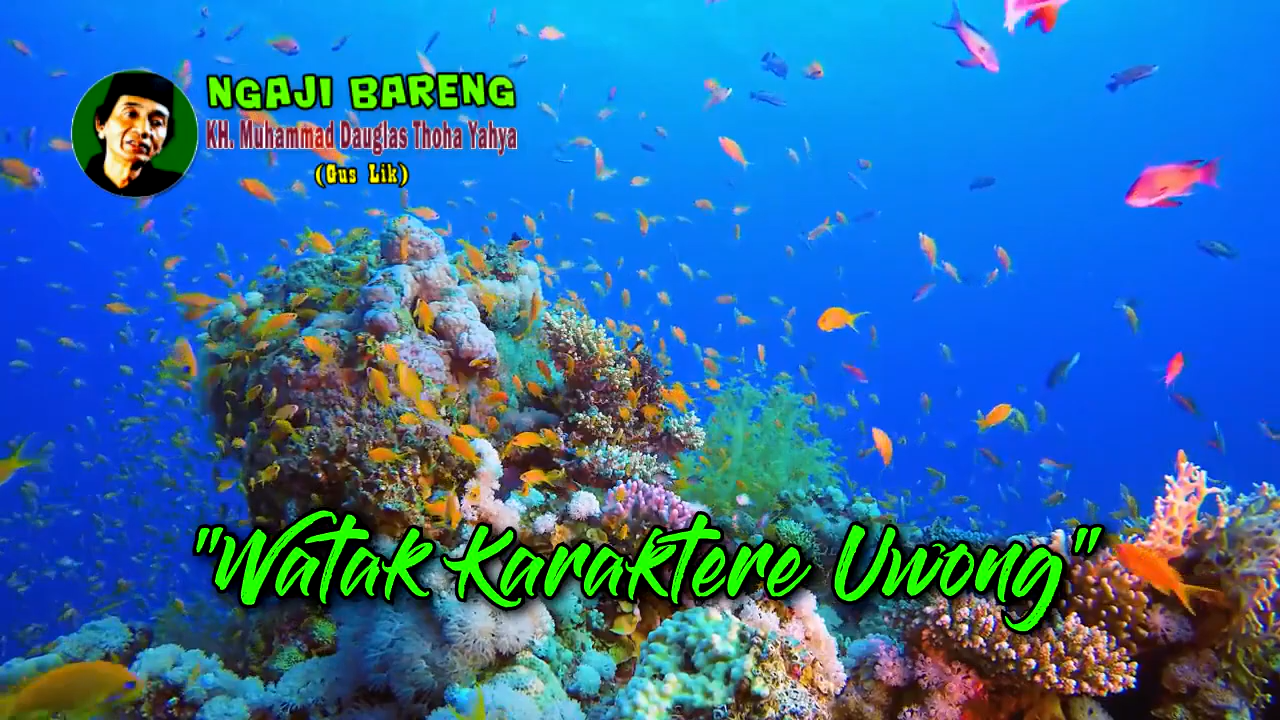 NGAJI BARENG
KH. Muhammad Dauglas Thoha Yahya
(Gus Lik)
"Watak Karaktere Uwong"